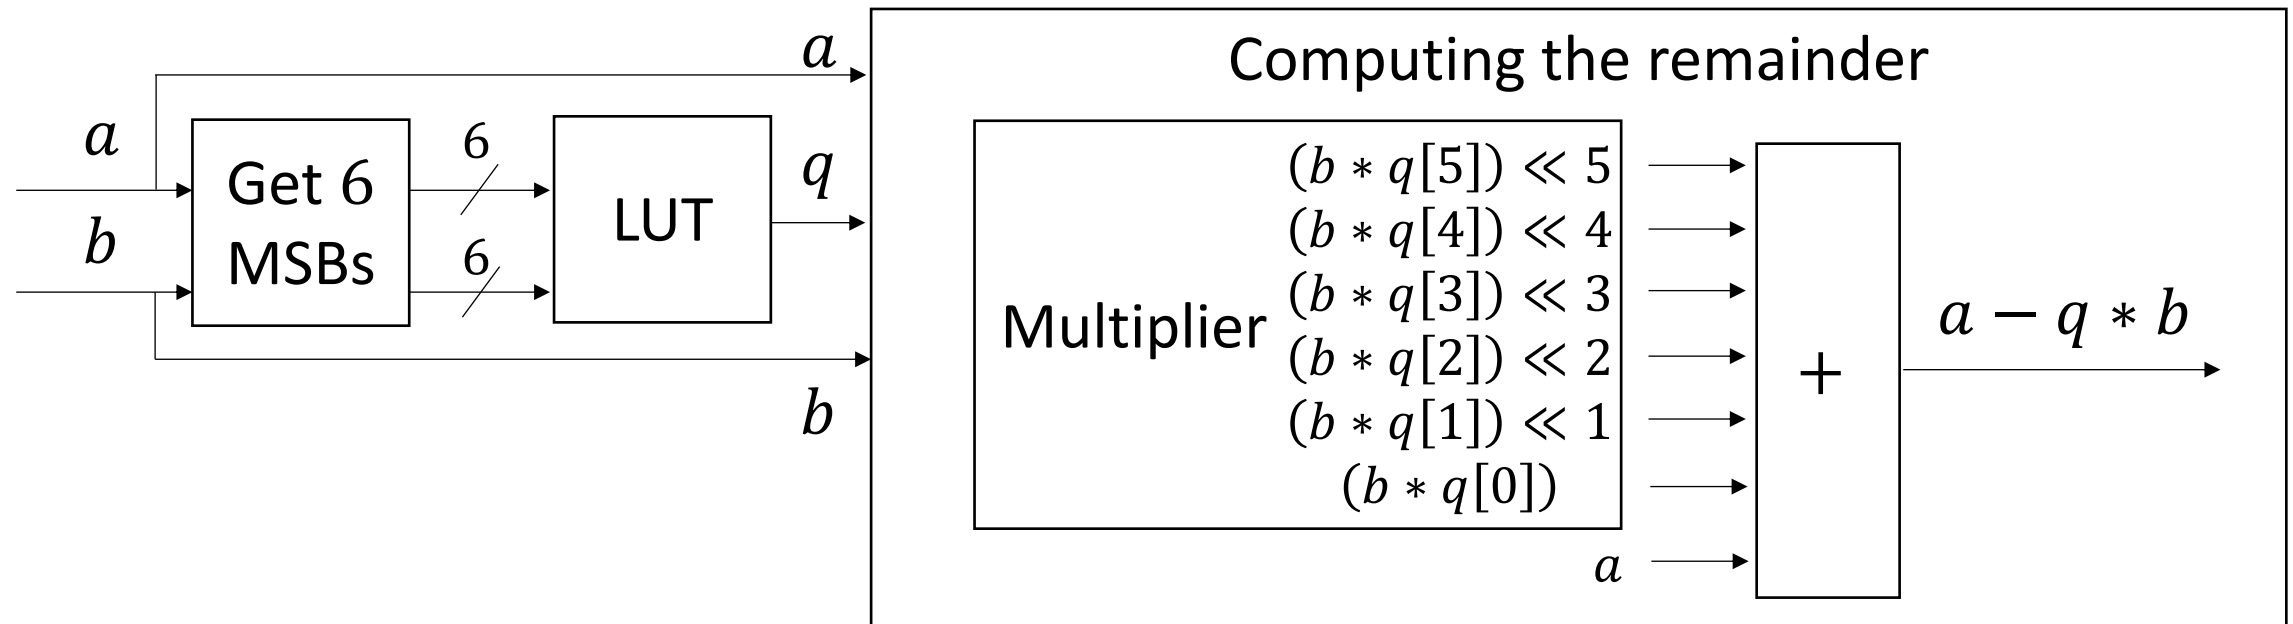 a
Computing the remainder
a
b
Get 6
MSBs
6
6
LUT
q
b
Multiplier
(b ∗ q[5]) ≪ 5
(b ∗ q[4]) ≪ 4
(b ∗ q[3]) ≪ 3
(b ∗ q[2]) ≪ 2
(b ∗ q[1]) ≪ 1
(b ∗ q[0])
a
+
a − q ∗ b